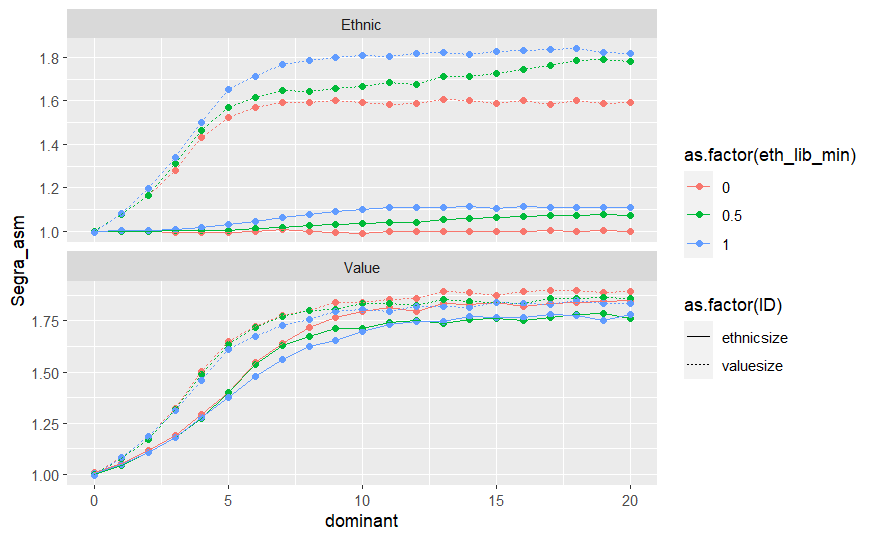 Ethnic
1.8
1.6
1.4
1.2
1.0
Value
1.75
1.50
1.25
1.00
0 5 10 15 20
dominant
Segra_asm
as.factor(eth_lib_min)
0
0.5
1
as.factor(ID)
ethnicsize
valuesize